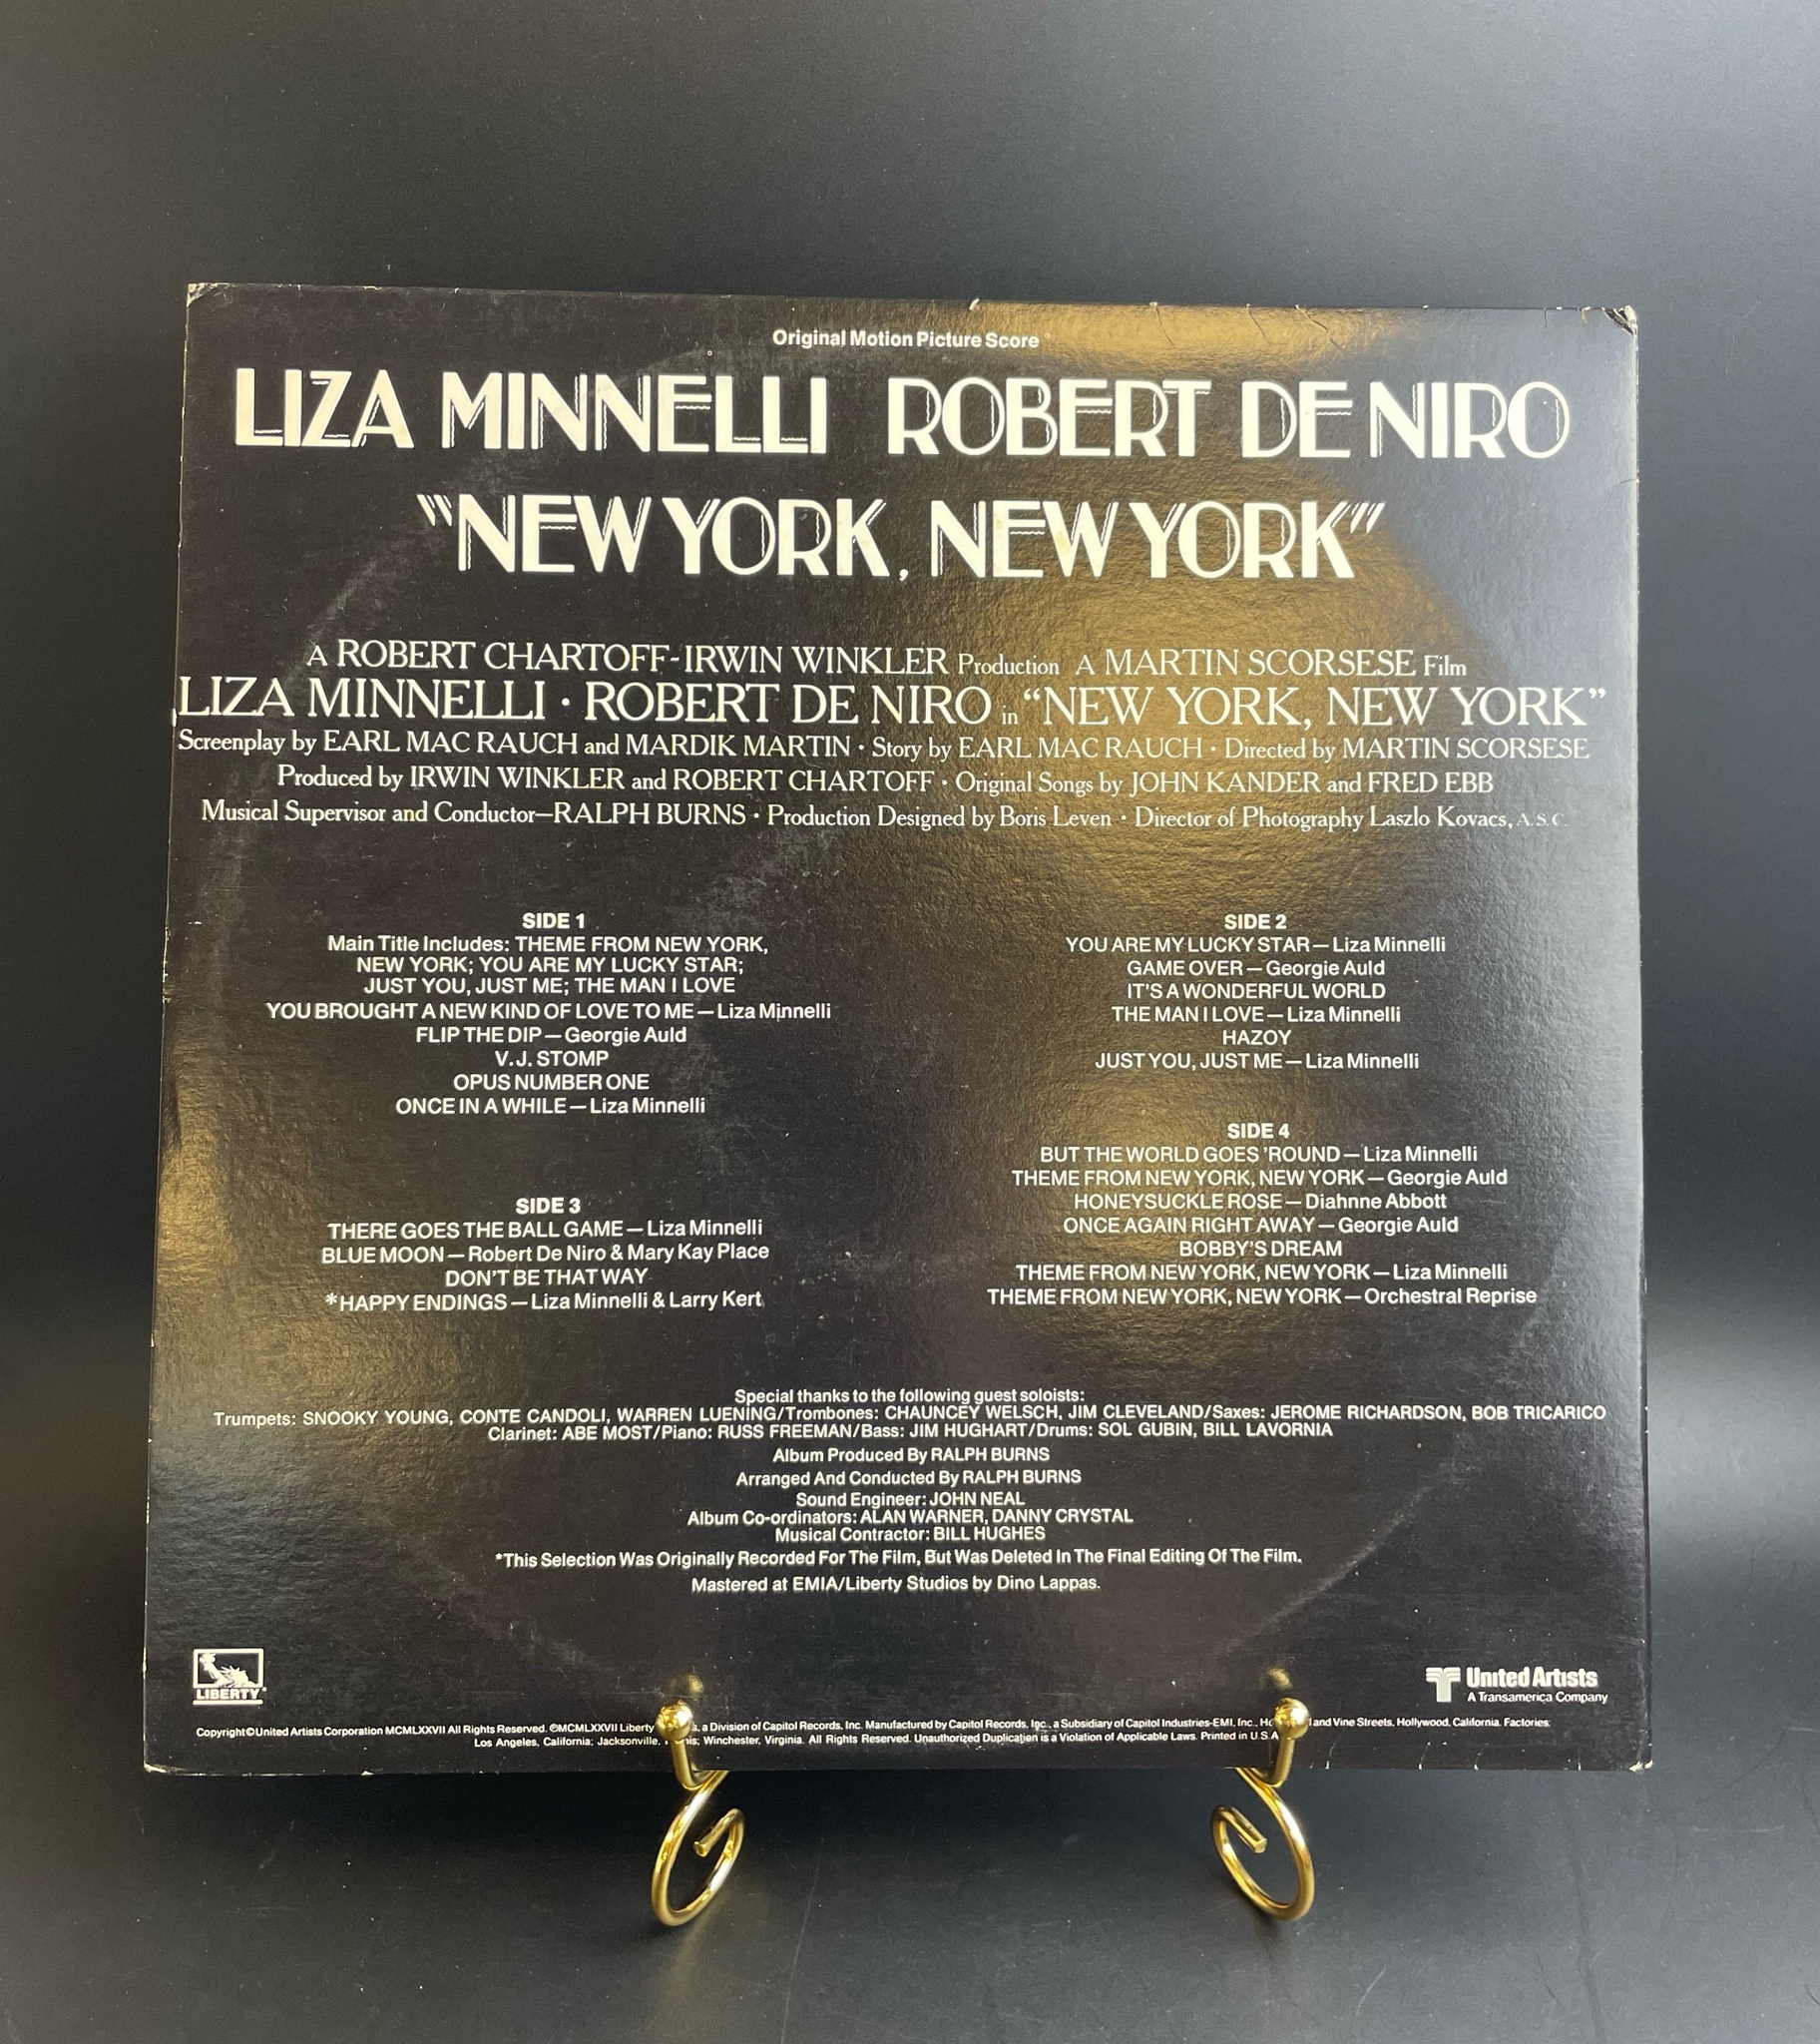 Original Motion Picture Score
LIZA MINNELLI ROBERT DE NIRO
"NEW YORK, NEW YORK"
A ROBERT CHARTOFF-IRWIN WINKLER Production A MARTIN SCORSESE Film
LIZA MINNELLI · ROBERT DE NIRO in "NEW YORK, NEW YORK"
Screenplay by EARL MAC RAUCH and MARDIK MARTIN · Story by EARL MAC RAUCH · Directed by MARTIN SCORSESE
Produced by IRWIN WINKLER and ROBERT CHARTOFF · Original Songs by JOHN KANDER and FRED EBB
Musical Supervisor and Conductor—RALPH BURNS · Production Designed by Boris Leven · Director of Photography Laszlo Kovacs, A.S.C.
SIDE 1
Main Title Includes: THEME FROM NEW YORK,
NEW YORK; YOU ARE MY LUCKY STAR;
JUST YOU, JUST ME; THE MAN I LOVE
YOU BROUGHT A NEW KIND OF LOVE TO ME — Liza Minnelli
FLIP THE DIP — Georgie Auld
V.J. STOMP
OPUS NUMBER ONE
ONCE IN A WHILE — Liza Minnelli
SIDE 2
YOU ARE MY LUCKY STAR — Liza Minnelli
GAME OVER — Georgie Auld
IT'S A WONDERFUL WORLD
THE MAN I LOVE — Liza Minnelli
HAZOY
JUST YOU, JUST ME — Liza Minnelli
SIDE 3
THERE GOES THE BALL GAME — Liza Minnelli
BLUE MOON — Robert De Niro & Mary Kay Place
DON'T BE THAT WAY
*HAPPY ENDINGS — Liza Minnelli & Larry Kert
SIDE 4
BUT THE WORLD GOES 'ROUND — Liza Minnelli
THEME FROM NEW YORK, NEW YORK — Georgie Auld
HONEYSUCKLE ROSE — Diahnne Abbott
ONCE AGAIN RIGHT AWAY — Georgie Auld
BOBBY'S DREAM
THEME FROM NEW YORK, NEW YORK — Liza Minnelli
THEME FROM NEW YORK, NEW YORK — Orchestral Reprise
Special thanks to the following guest soloists:
Trumpets: SNOOKY YOUNG, CONTE CANDOLI, WARREN LUENING/Trombones: CHAUNCEY WELSCH, JIM CLEVELAND/Saxes: JEROME RICHARDSON, BOB TRICARICO
Clarinet: ABE MOST/Piano: RUSS FREEMAN/Bass: JIM HUGHART/Drums: SOL GUBIN, BILL LAVORNIA
Album Produced By RALPH BURNS
Arranged And Conducted By RALPH BURNS
Sound Engineer: JOHN NEAL
Album Co-ordinators: ALAN WARNER, DANNY CRYSTAL
Musical Contractor: BILL HUGHES
*This Selection Was Originally Recorded For The Film, But Was Deleted In The Final Editing Of The Film.
Mastered at EMIA/Liberty Studios by Dino Lappas.
LIBERTY
United Artists
A Transamerica Company
Copyright © United Artists Corporation MCMLXXVII All Rights Reserved. ℗ MCMLXXVII Liberty a Division of Capitol Records, Inc. Manufactured by Capitol Records, Inc., a Subsidiary of Capitol Industries-EMI, Inc., and Vine Streets, Hollywood, California. Factories:
Los Angeles, California; Jacksonville, Winchester, Virginia. All Rights Reserved. Unauthorized Duplication is a Violation of Applicable Laws. Printed in U.S.A